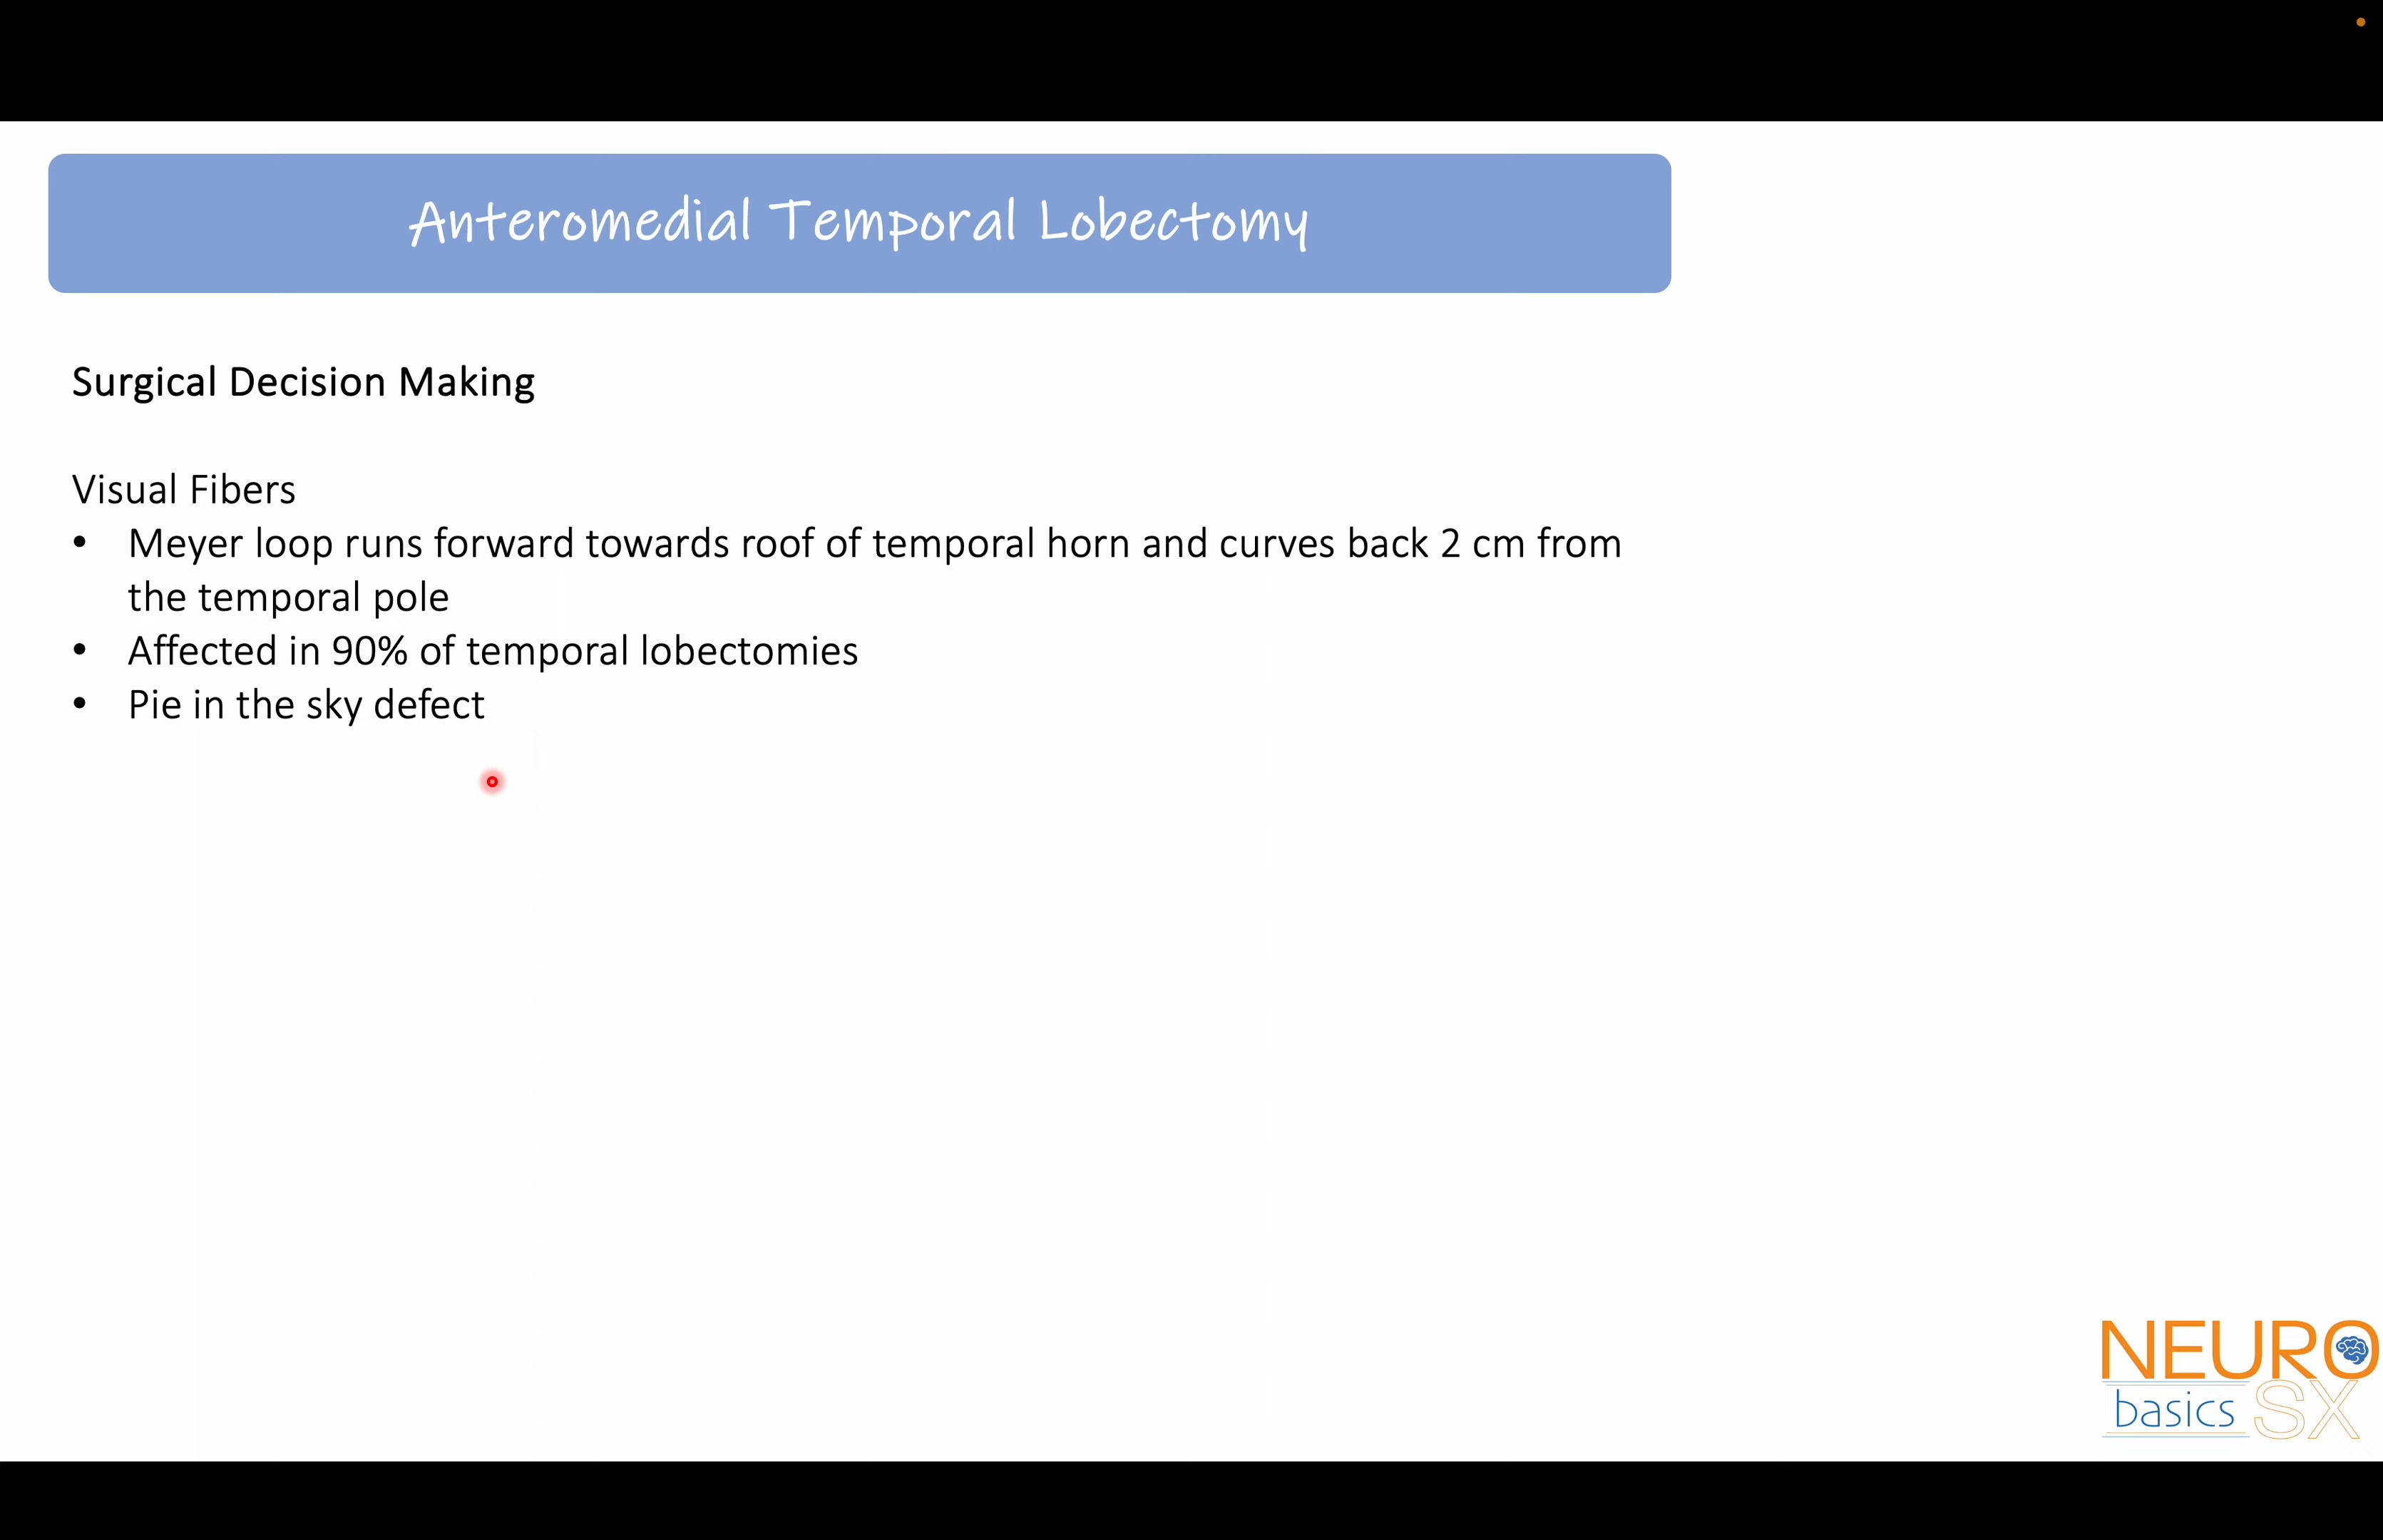 Anteromedial Temporal Lobectomy
Surgical Decision Making
Visual Fibers
• Meyer loop runs forward towards roof of temporal horn and curves back 2 cm from
the temporal pole
• Affected in 90% of temporal lobectomies
• Pie in the sky defect
NEURO
basics SX